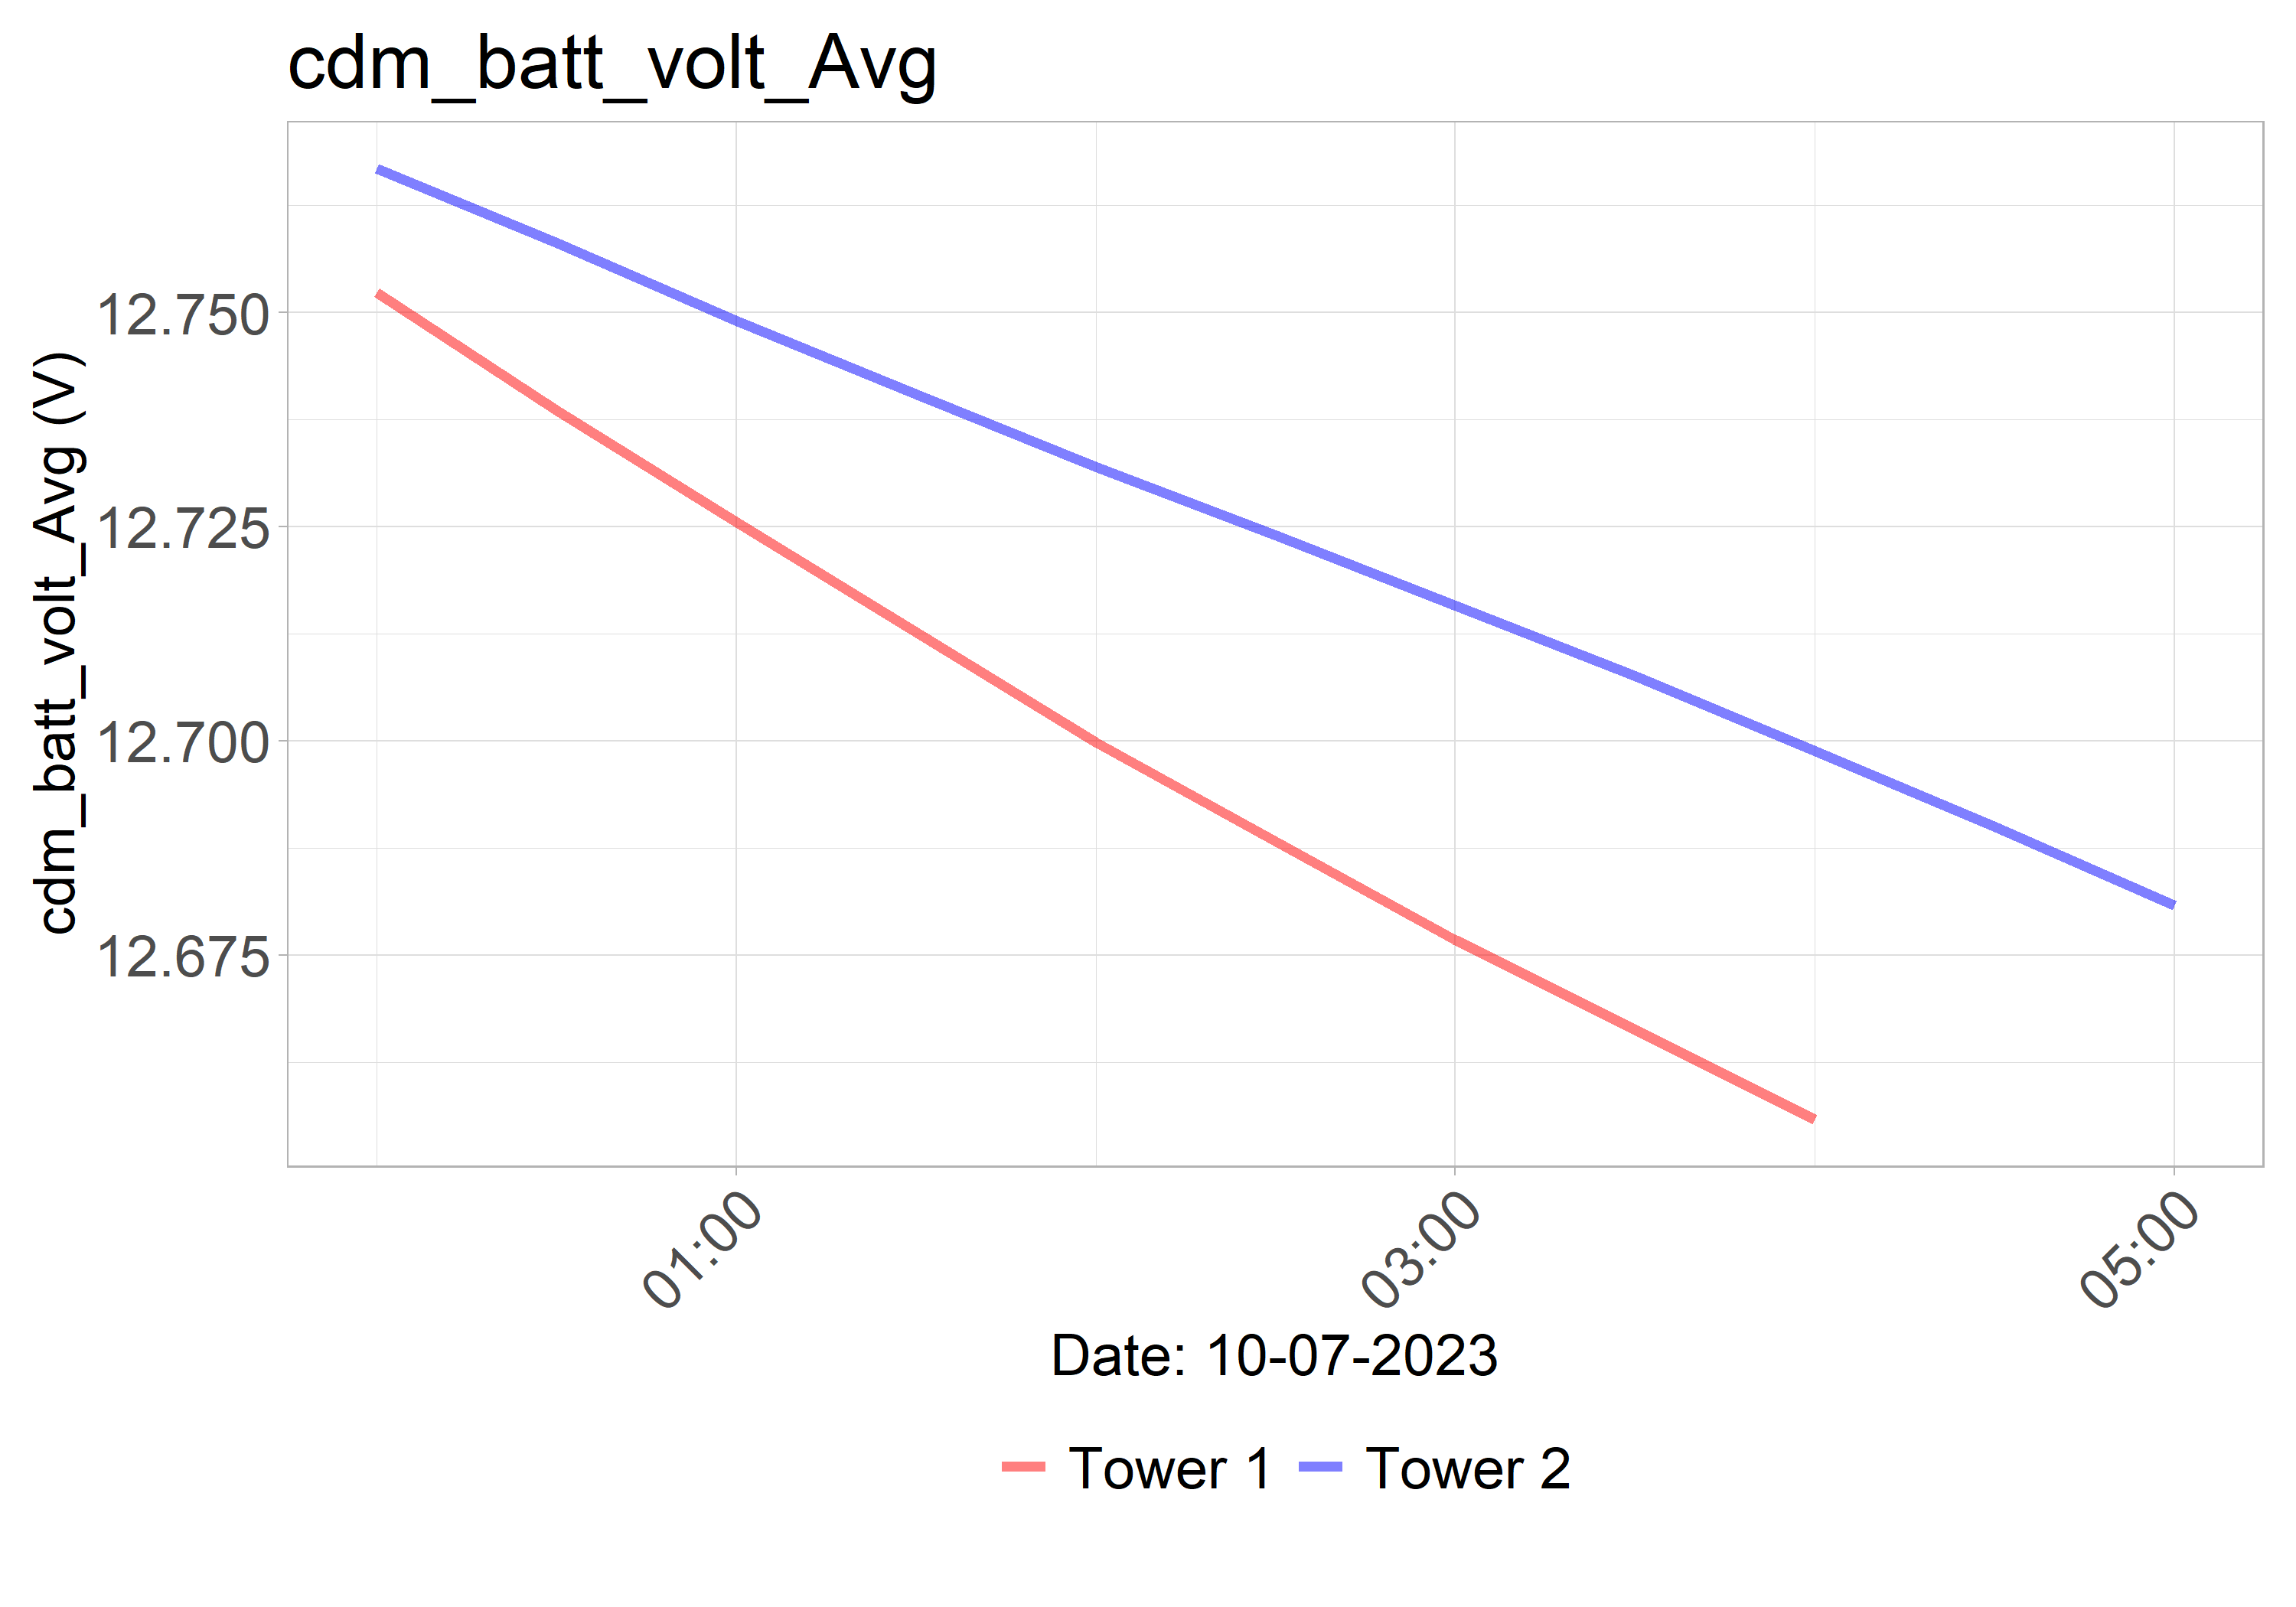 cdm_batt_volt_Avg
cdm_batt_volt_Avg (V)
12.750
12.725
12.700
12.675
01:00
03:00
05:00
Date: 10-07-2023
Tower 1
Tower 2